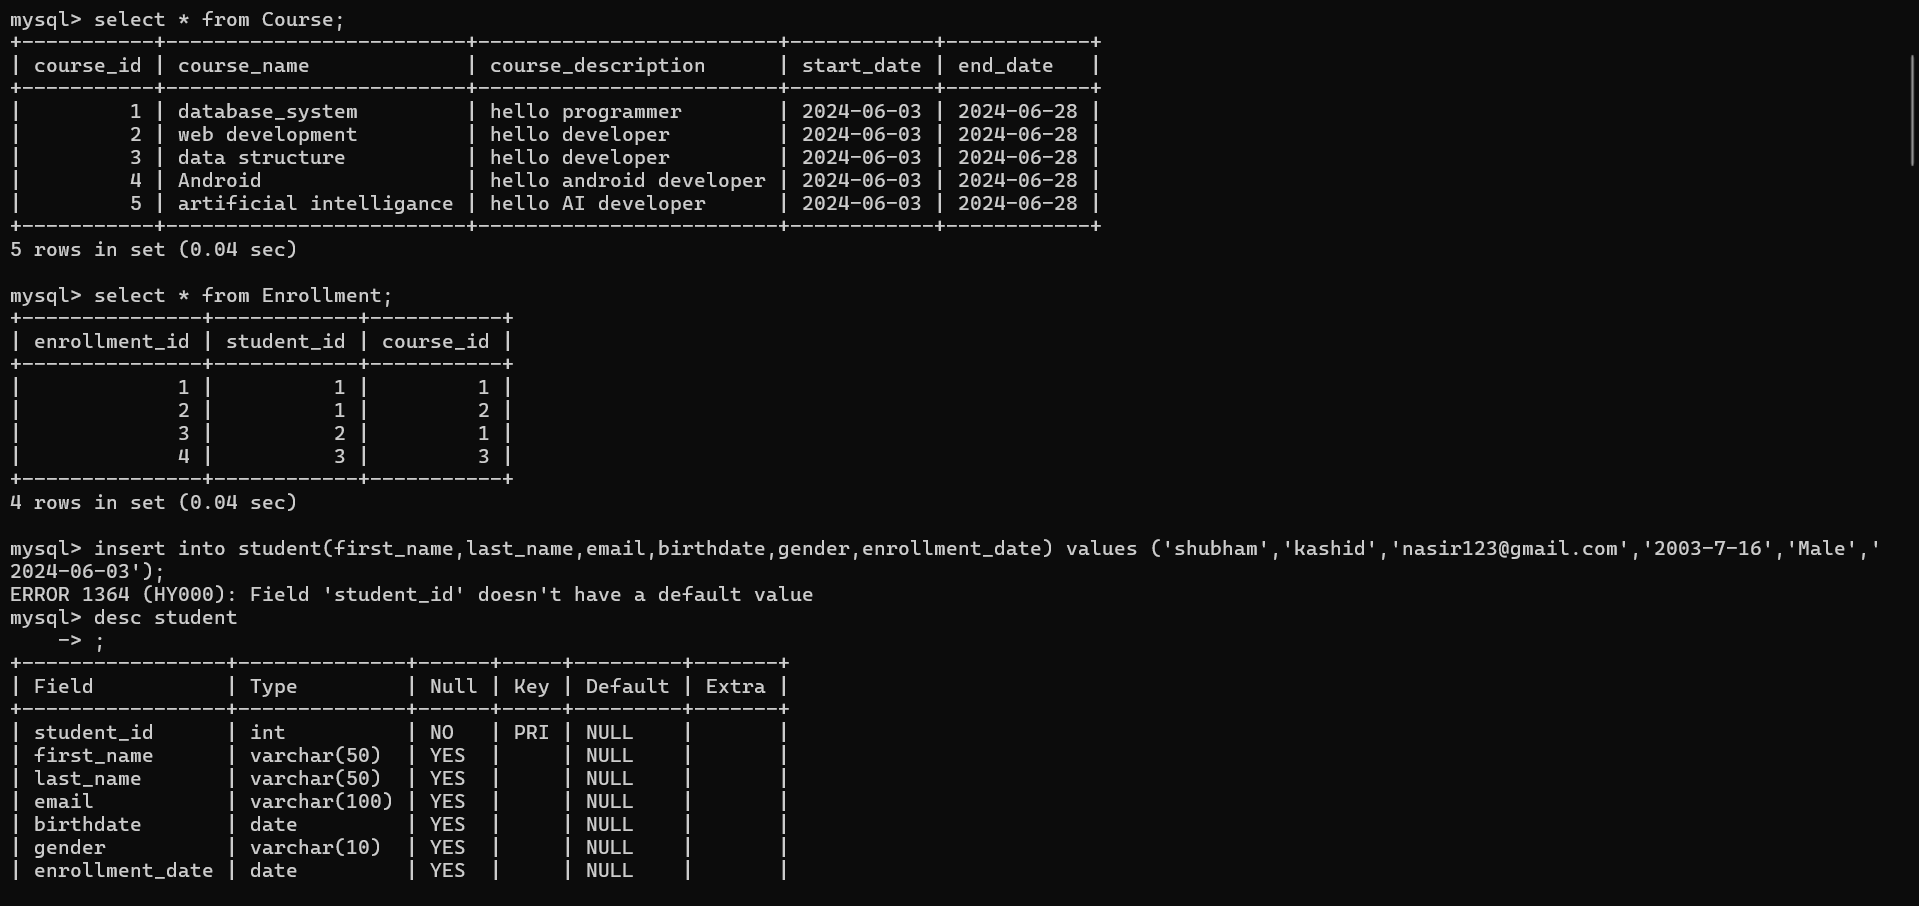 mysql> select * from Course;
+-----------+-------------------------+-------------------------+------------+------------+
| course_id | course_name             | course_description      | start_date | end_date   |
+-----------+-------------------------+-------------------------+------------+------------+
|         1 | database_system         | hello programmer        | 2024-06-03 | 2024-06-28 |
|         2 | web development         | hello developer         | 2024-06-03 | 2024-06-28 |
|         3 | data structure          | hello developer         | 2024-06-03 | 2024-06-28 |
|         4 | Android                 | hello android developer | 2024-06-03 | 2024-06-28 |
|         5 | artificial intelligance | hello AI developer      | 2024-06-03 | 2024-06-28 |
+-----------+-------------------------+-------------------------+------------+------------+
5 rows in set (0.04 sec)

mysql> select * from Enrollment;
+---------------+------------+-----------+
| enrollment_id | student_id | course_id |
+---------------+------------+-----------+
|             1 |          1 |         1 |
|             2 |          1 |         2 |
|             3 |          2 |         1 |
|             4 |          3 |         3 |
+---------------+------------+-----------+
4 rows in set (0.04 sec)

mysql> insert into student(first_name,last_name,email,birthdate,gender,enrollment_date) values ('shubham','kashid','nasir123@gmail.com','2003-7-16','Male','
2024-06-03');
ERROR 1364 (HY000): Field 'student_id' doesn't have a default value
mysql> desc student
    -> ;
+-----------------+--------------+------+-----+---------+-------+
| Field           | Type         | Null | Key | Default | Extra |
+-----------------+--------------+------+-----+---------+-------+
| student_id      | int          | NO   | PRI | NULL    |       |
| first_name      | varchar(50)  | YES  |     | NULL    |       |
| last_name       | varchar(50)  | YES  |     | NULL    |       |
| email           | varchar(100) | YES  |     | NULL    |       |
| birthdate       | date         | YES  |     | NULL    |       |
| gender          | varchar(10)  | YES  |     | NULL    |       |
| enrollment_date | date         | YES  |     | NULL    |       |